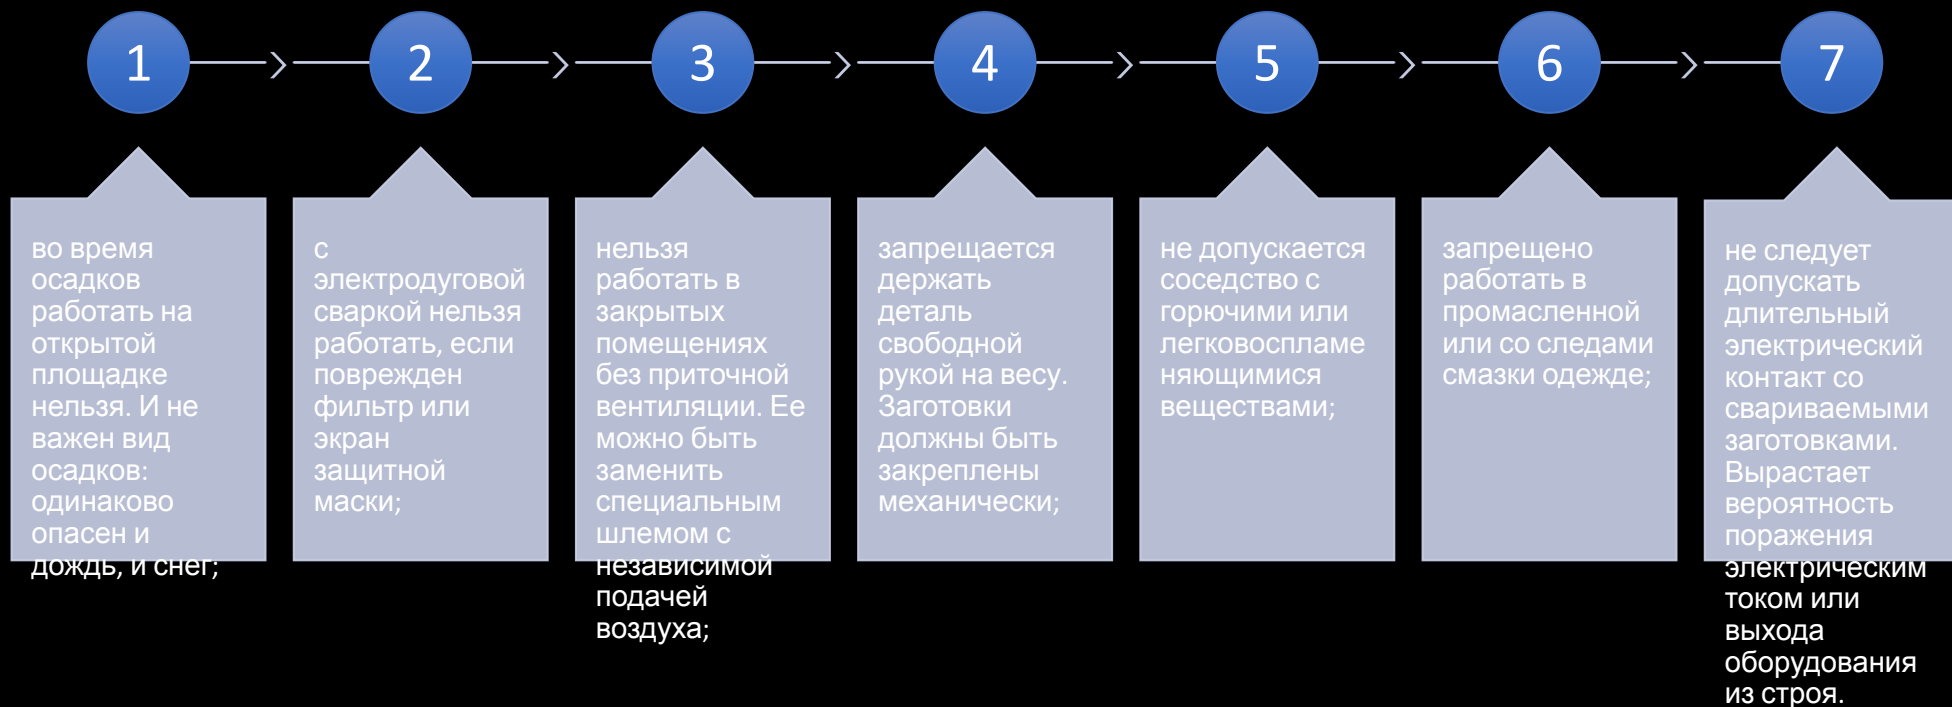 1
2
3
4
5
6
7
во время
осадков
работать на
открытой
площадке
нельзя. И не
важен вид
осадков:
одинаково
опасен и
дождь, и снег;
с
электродуговой
сваркой нельзя
работать, если
поврежден
фильтр или
экран
защитной
маски;
нельзя
работать в
закрытых
помещениях
без приточной
вентиляции. Ее
можно быть
заменить
специальным
шлемом с
независимой
подачей
воздуха;
запрещается
держать
деталь
свободной
рукой на весу.
Заготовки
должны быть
закреплены
механически;
не допускается
соседство с
горючими или
легковоспламе
няющимися
веществами;
запрещено
работать в
промасленной
или со следами
смазки одежде;
не следует
допускать
длительный
электрический
контакт со
свариваемыми
заготовками.
Вырастает
вероятность
поражения
электрическим
током или
выхода
оборудования
из строя.